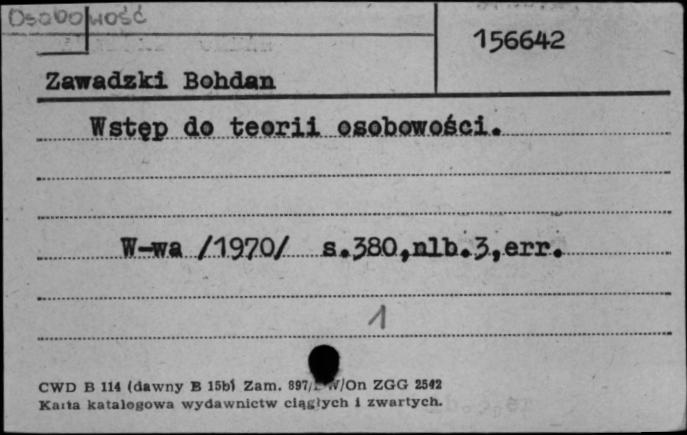 Osobowość
156642
Zawadzki Bohdan
Wstęp do teorii osobowości.
W-wa /1970/ s.380,nlb.3,err.
1
CWD B 114 (dawny B 15b) Zam. 897/ W/On ZGG 2542
Karta katalogowa wydawnictw ciągłych i zwartych.